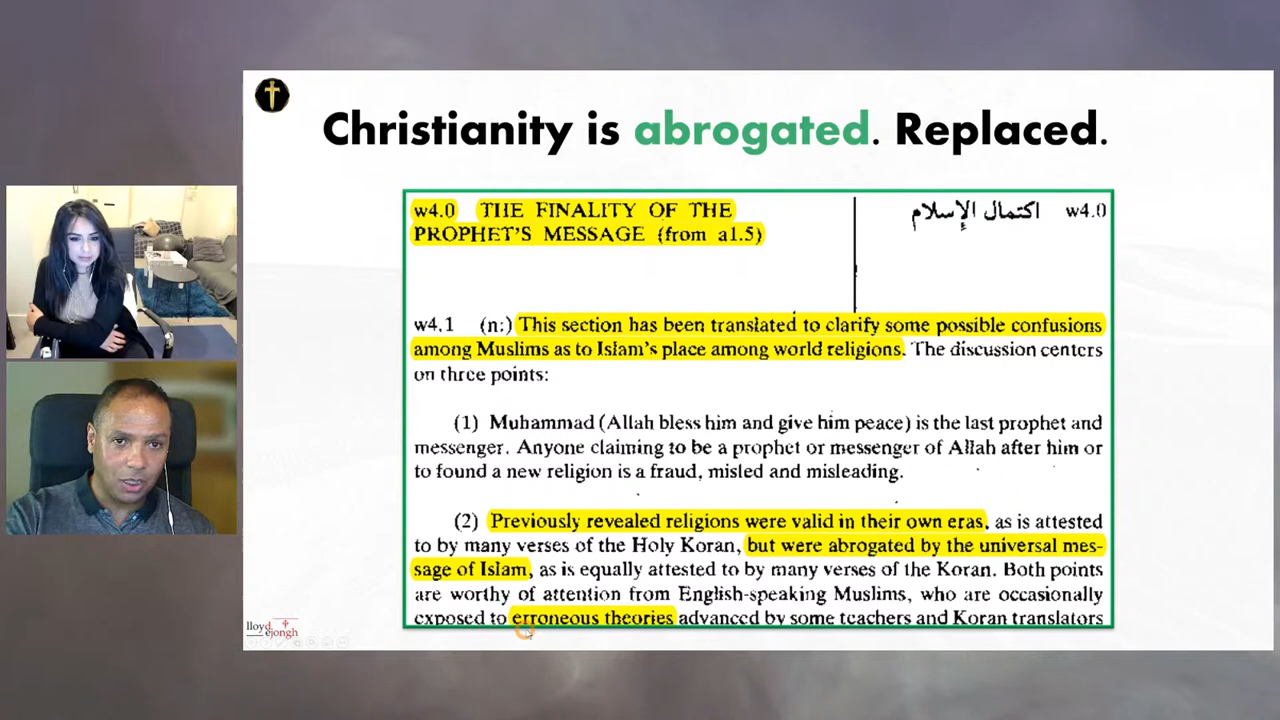 Christianity is abrogated. Replaced.
w4.0 THE FINALITY OF THE
PROPHET'S MESSAGE (from a1.5)
اكتمال الإسلام w4.0
w4.1 (n:) This section has been translated to clarify some possible confusions
among Muslims as to Islam's place among world religions. The discussion centers
on three points:
(1) Muhammad (Allah bless him and give him peace) is the last prophet and
messenger. Anyone claiming to be a prophet or messenger of Allah after him or
to found a new religion is a fraud, misled and misleading.
(2) Previously revealed religions were valid in their own eras, as is attested
to by many verses of the Holy Koran, but were abrogated by the universal mes-
sage of Islam, as is equally attested to by many verses of the Koran. Both points
are worthy of attention from English-speaking Muslims, who are occasionally
exposed to erroneous theories advanced by some teachers and Koran translators
lloyd
ejongh